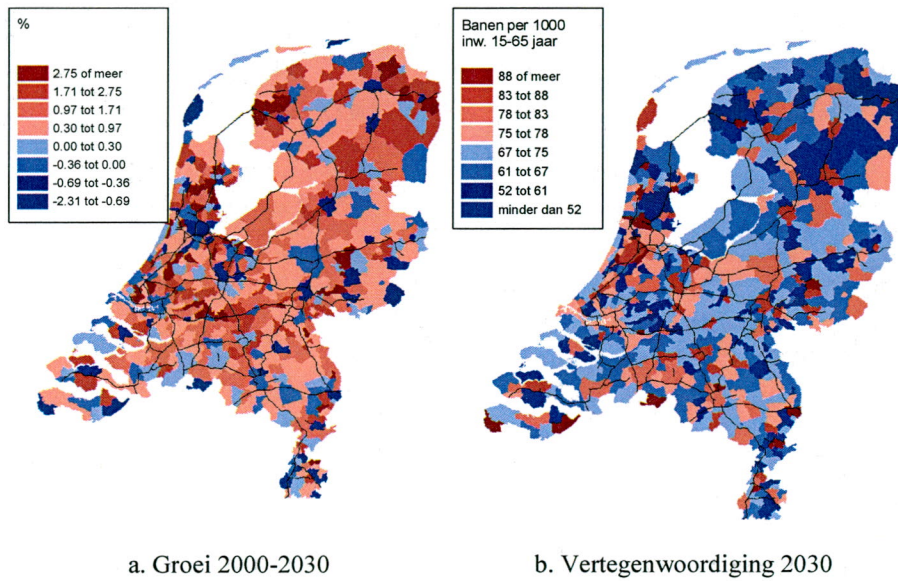 %
2.75 of meer
1.71 tot 2.75
0.97 tot 1.71
0.30 tot 0.97
0.00 tot 0.30
-0.36 tot 0.00
-0.69 tot -0.36
-2.31 tot -0.69
Banen per 1000
inw. 15-65 jaar
88 of meer
83 tot 88
78 tot 83
75 tot 78
67 tot 75
61 tot 67
52 tot 61
minder dan 52
a. Groei 2000-2030
b. Vertegenwoordiging 2030